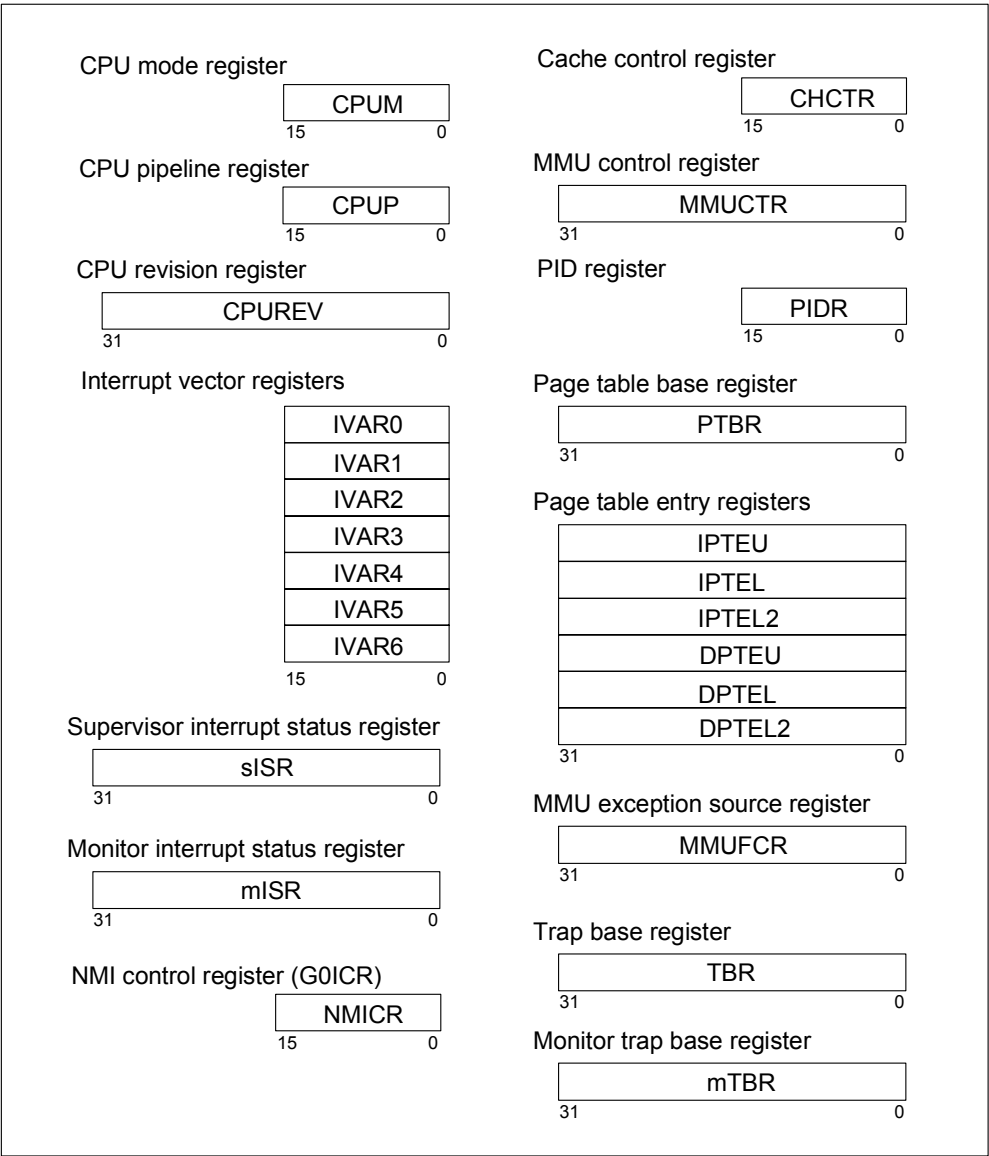 CPU mode register
CPUM
15 0
CPU pipeline register
CPUP
15 0
CPU revision register
CPUREV
31 0
Interrupt vector registers
IVAR0
IVAR1
IVAR2
IVAR3
IVAR4
IVAR5
IVAR6
15 0
Supervisor interrupt status register
sISR
31 0
Monitor interrupt status register
mISR
31 0
NMI control register (G0ICR)
NMICR
15 0
Cache control register
CHCTR
15 0
MMU control register
MMUCTR
31 0
PID register
PIDR
15 0
Page table base register
PTBR
31 0
Page table entry registers
IPTEU
IPTEL
IPTEL2
DPTEU
DPTEL
DPTEL2
31 0
MMU exception source register
MMUFCR
31 0
Trap base register
TBR
31 0
Monitor trap base register
mTBR
31 0